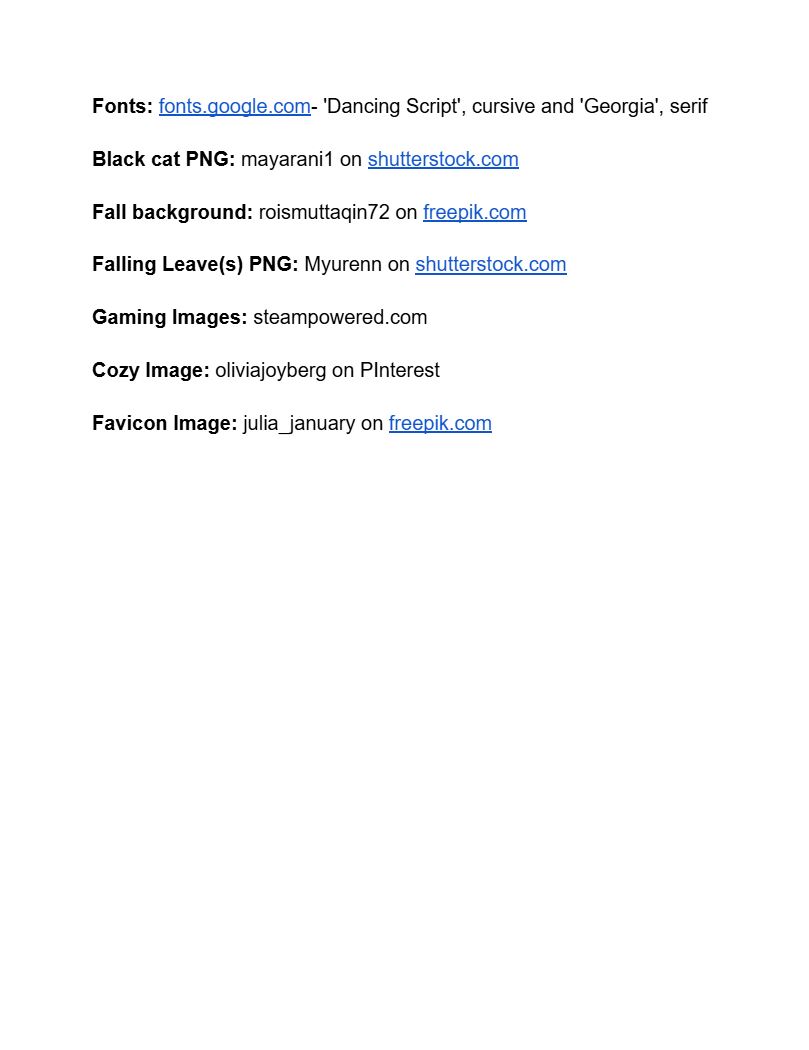 Fonts: fonts.google.com- 'Dancing Script', cursive and 'Georgia', serif
Black cat PNG: mayarani1 on shutterstock.com
Fall background: roismuttaqin72 on freepik.com
Falling Leave(s) PNG: Myurenn on shutterstock.com
Gaming Images: steampowered.com
Cozy Image: oliviajoyberg on PInterest
Favicon Image: julia_january on freepik.com